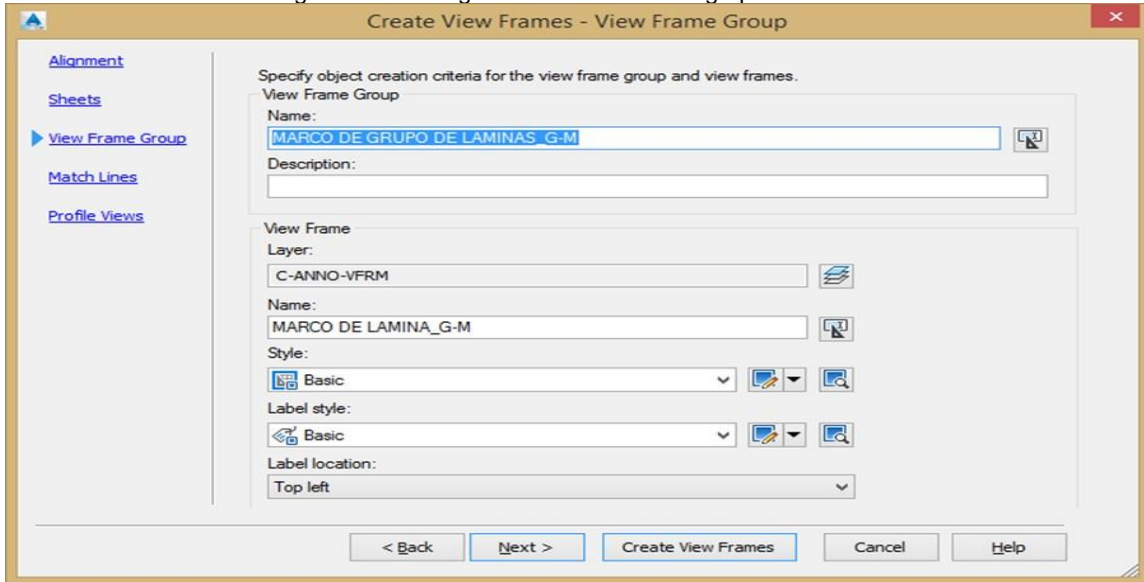 Create View Frames - View Frame Group
Alignment
Sheets
View Frame Group
Match Lines
Profile Views
Specify object creation criteria for the view frame group and view frames.
View Frame Group
Name:
MARCO DE GRUPO DE LAMINAS_G-M
Description:
View Frame
Layer:
C-ANNO-VFRM
Name:
MARCO DE LAMINA_G-M
Style:
Basic
Label style:
Basic
Label location:
Top left
< Back Next > Create View Frames Cancel Help